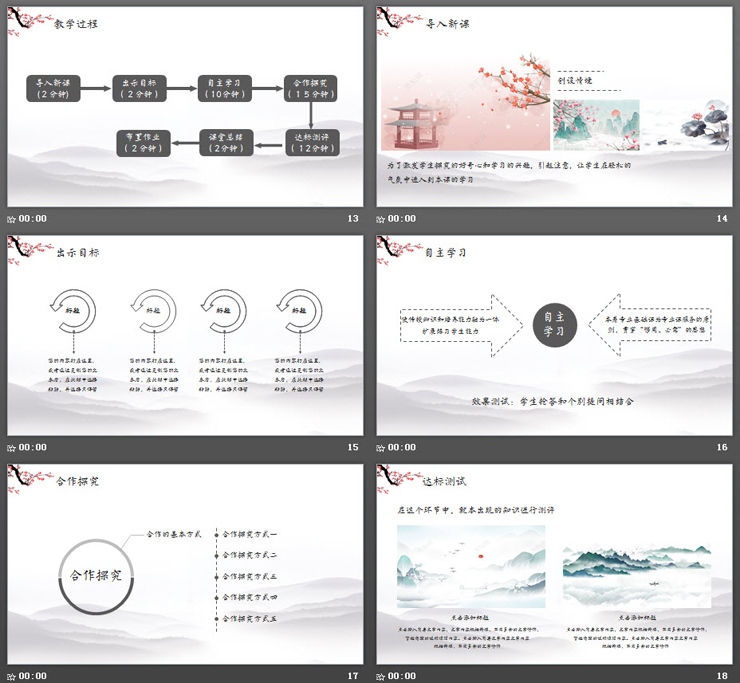 教学过程
导入新课
(2分钟)
出示目标
(2分钟)
自主学习
(10分钟)
合作探究
(15分钟)
布置作业
(2分钟)
课堂总结
(2分钟)
达标测评
(12分钟)
00:00
13
导入新课
创设情境
为了激发学生探究的好奇心和学习的兴趣，引起注意，让学生在轻松的
气氛中进入到本课的学习
00:00
14
出示目标
标题
标题
标题
标题
00:00
15
自主学习
使传授知识和培养能力融为一体
扩展练习学生能力
自主
学习
本着专业基础课为专业课服务的原
则，贯穿“够用、必需”的思想
效果测试：学生抢答和个别提问相结合
00:00
16
合作探究
合作探究
合作的基本方式
合作探究方式一
合作探究方式二
合作探究方式三
合作探究方式四
合作探究方式五
00:00
17
达标测试
在这个环节中，就本出现的知识进行测评
点击添加标题
点击添加标题
00:00
18